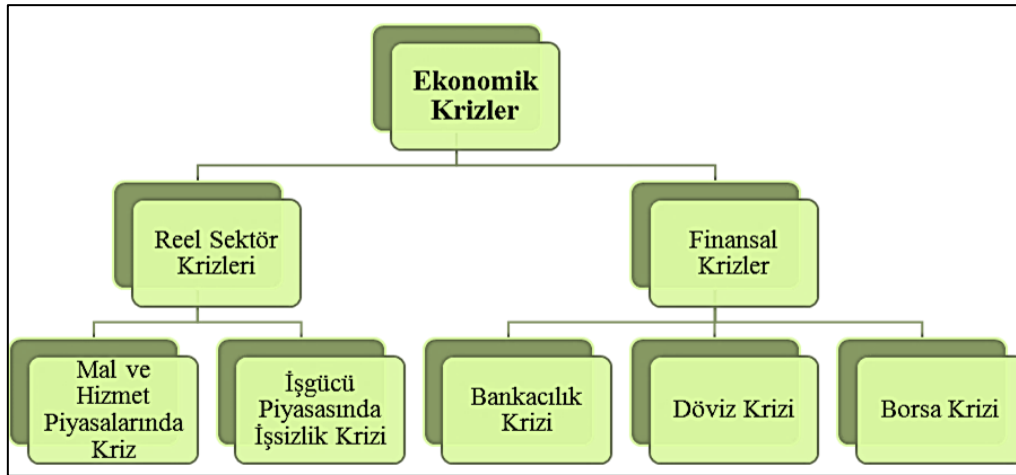 Ekonomik
Krizler
Reel Sektör
Krizleri
Finansal
Krizler
Mal ve
Hizmet
Piyasalarında
Kriz
İşgücü
Piyasasında
İşsizlik Krizi
Bankacılık
Krizi
Döviz Krizi
Borsa Krizi